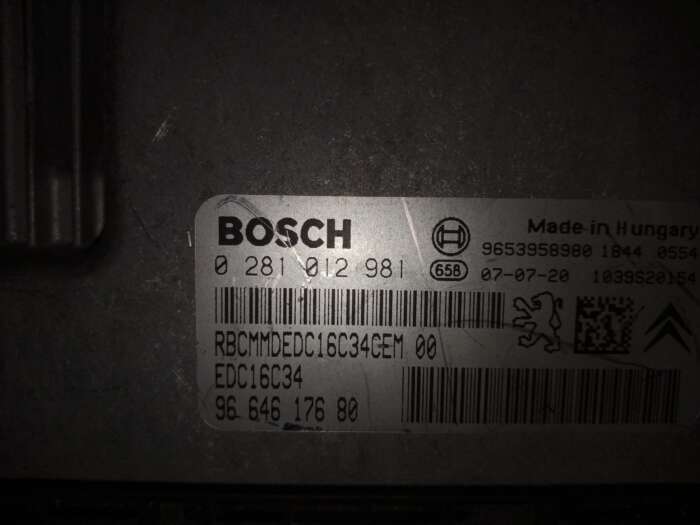 BOSCH
Made in Hungary
9653958980 1844 0554
0 281 012 981 658 07-07-20 1039S20154
RBCMMDEDC16C34CEM 00
EDC16C34
96 646 176 80